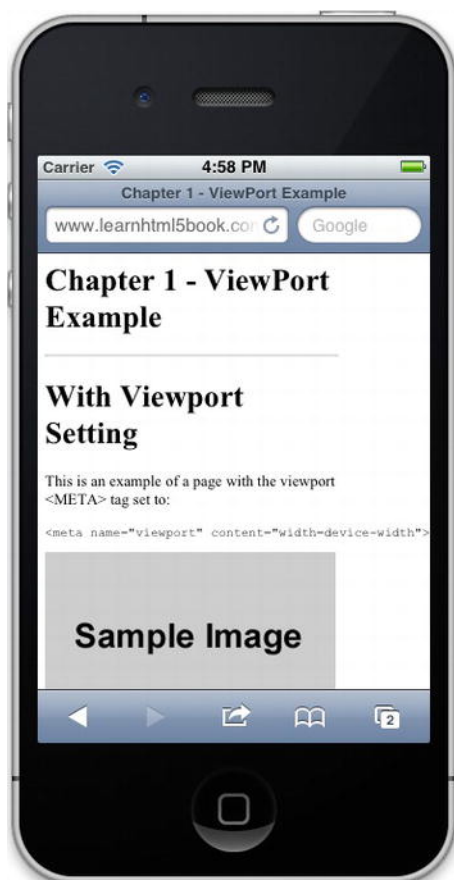 Carrier 4:58 PM
Chapter 1 - ViewPort Example
www.learnhtml5book.co Google
Chapter 1 - ViewPort
Example
With Viewport
Setting
This is an example of a page with the viewport
<META> tag set to:
<meta name="viewport" content="width=device-width">
Sample Image
2